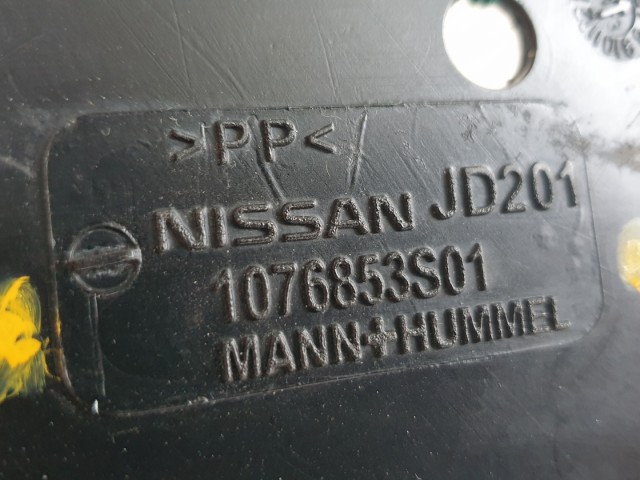 >PP<
NISSAN JD201
1076853S01
MANN+HUMMEL